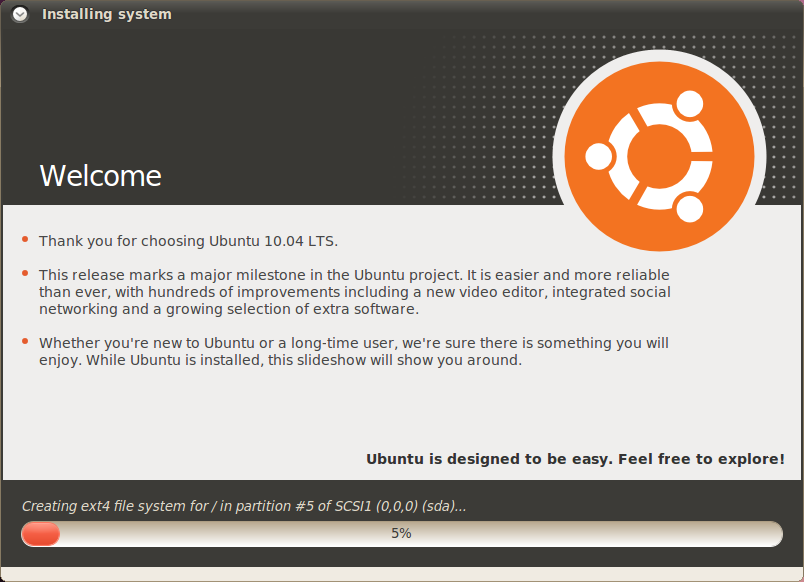 Installing system
Welcome
Thank you for choosing Ubuntu 10.04 LTS.
This release marks a major milestone in the Ubuntu project. It is easier and more reliable
than ever, with hundreds of improvements including a new video editor, integrated social
networking and a growing selection of extra software.
Whether you're new to Ubuntu or a long-time user, we're sure there is something you will
enjoy. While Ubuntu is installed, this slideshow will show you around.
Ubuntu is designed to be easy. Feel free to explore!
Creating ext4 file system for / in partition #5 of SCSI1 (0,0,0) (sda)...
5%